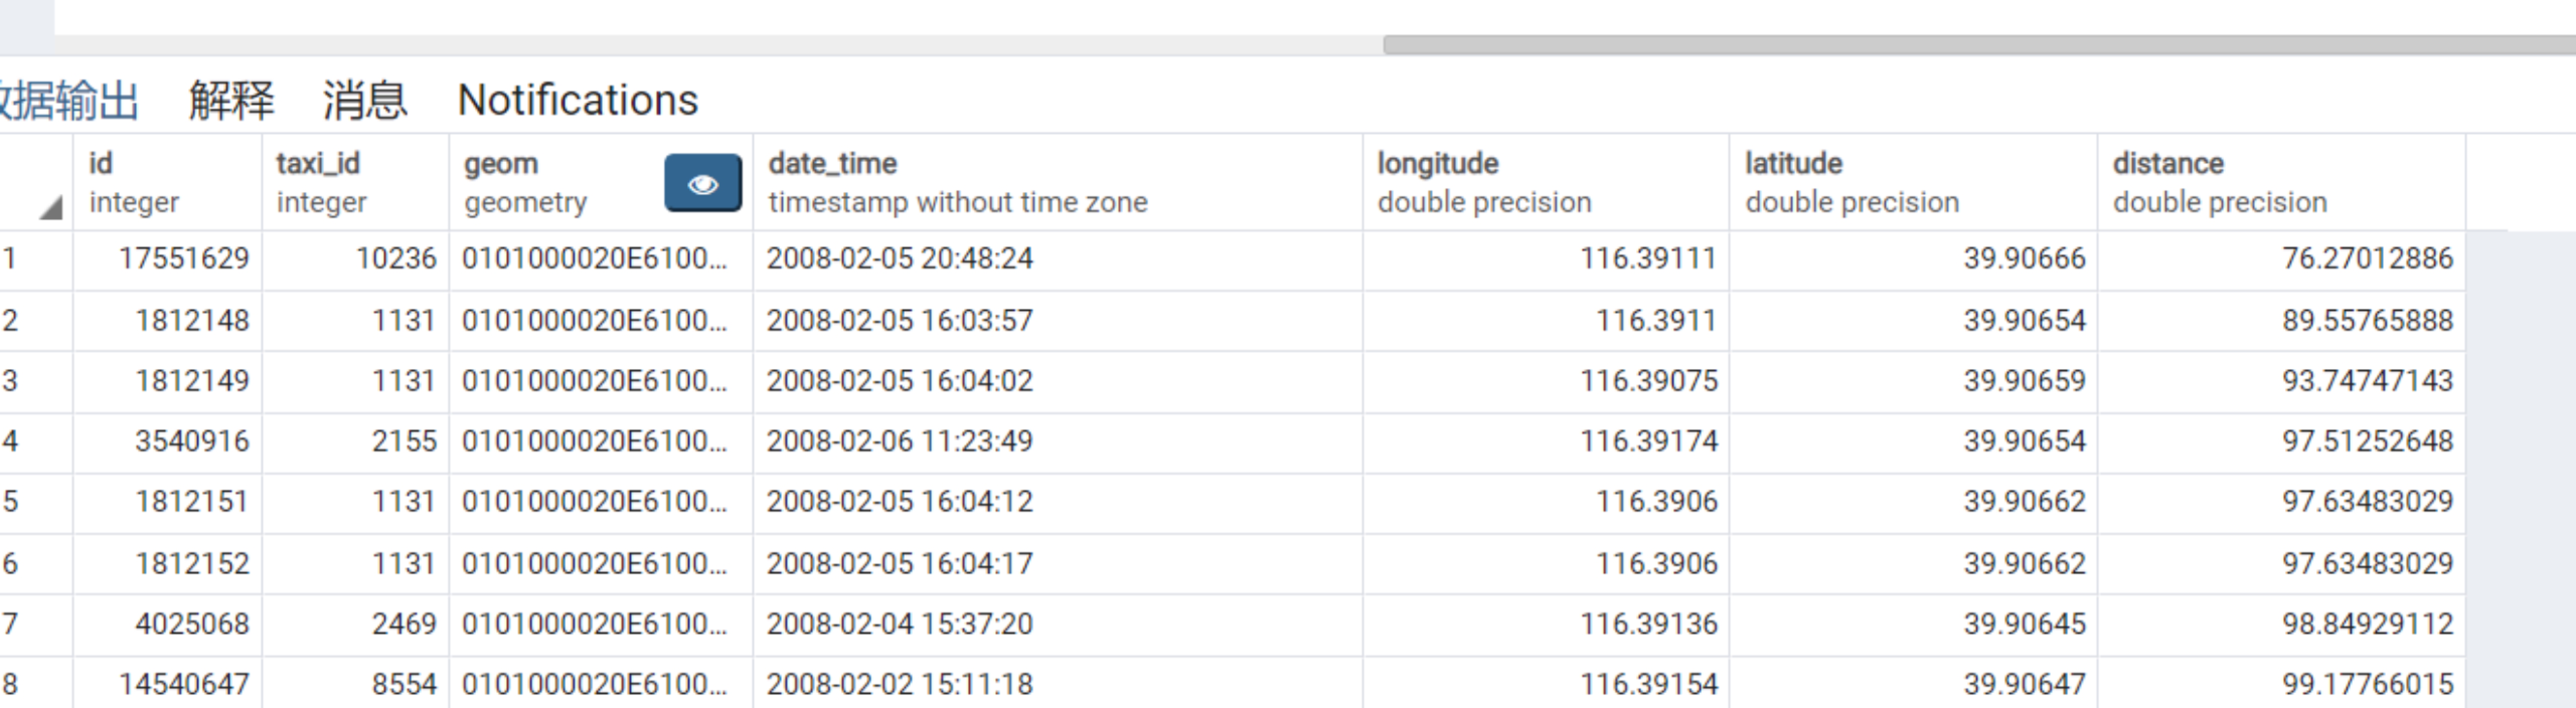 数据输出 解释 消息 Notifications
id taxi_id geom date_time longitude latitude distance
integer integer geometry timestamp without time zone double precision double precision double precision
1 17551629 10236 0101000020E6100... 2008-02-05 20:48:24 116.39111 39.90666 76.27012886
2 1812148 1131 0101000020E6100... 2008-02-05 16:03:57 116.3911 39.90654 89.55765888
3 1812149 1131 0101000020E6100... 2008-02-05 16:04:02 116.39075 39.90659 93.74747143
4 3540916 2155 0101000020E6100... 2008-02-06 11:23:49 116.39174 39.90654 97.51252648
5 1812151 1131 0101000020E6100... 2008-02-05 16:04:12 116.3906 39.90662 97.63483029
6 1812152 1131 0101000020E6100... 2008-02-05 16:04:17 116.3906 39.90662 97.63483029
7 4025068 2469 0101000020E6100... 2008-02-04 15:37:20 116.39136 39.90645 98.84929112
8 14540647 8554 0101000020E6100... 2008-02-02 15:11:18 116.39154 39.90647 99.17766015